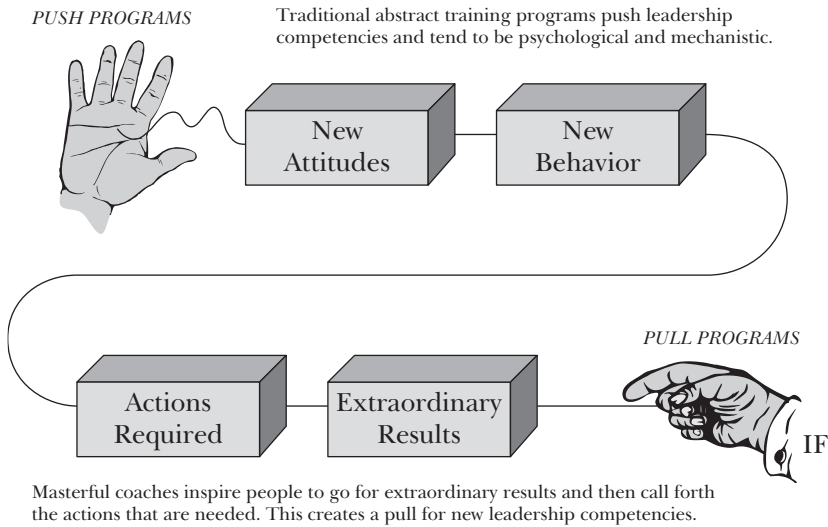 PUSH PROGRAMS
Traditional abstract training programs push leadership
competencies and tend to be psychological and mechanistic.
New
Attitudes
New
Behavior
PULL PROGRAMS
Actions
Required
Extraordinary
Results
IF
Masterful coaches inspire people to go for extraordinary results and then call forth
the actions that are needed. This creates a pull for new leadership competencies.